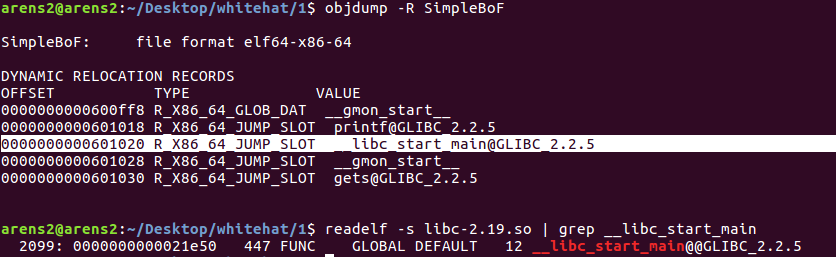 arens2@arens2:~/Desktop/whitehat/1$ objdump -R SimpleBoF
SimpleBoF:     file format elf64-x86-64
DYNAMIC RELOCATION RECORDS
OFFSET           TYPE              VALUE
0000000000600ff8 R_X86_64_GLOB_DAT  __gmon_start__
0000000000601018 R_X86_64_JUMP_SLOT  printf@GLIBC_2.2.5
0000000000601020 R_X86_64_JUMP_SLOT  __libc_start_main@GLIBC_2.2.5
0000000000601028 R_X86_64_JUMP_SLOT  __gmon_start__
0000000000601030 R_X86_64_JUMP_SLOT  gets@GLIBC_2.2.5
arens2@arens2:~/Desktop/whitehat/1$ readelf -s libc-2.19.so | grep __libc_start_main
  2099: 0000000000021e50   447 FUNC    GLOBAL DEFAULT   12 __libc_start_main@@GLIBC_2.2.5